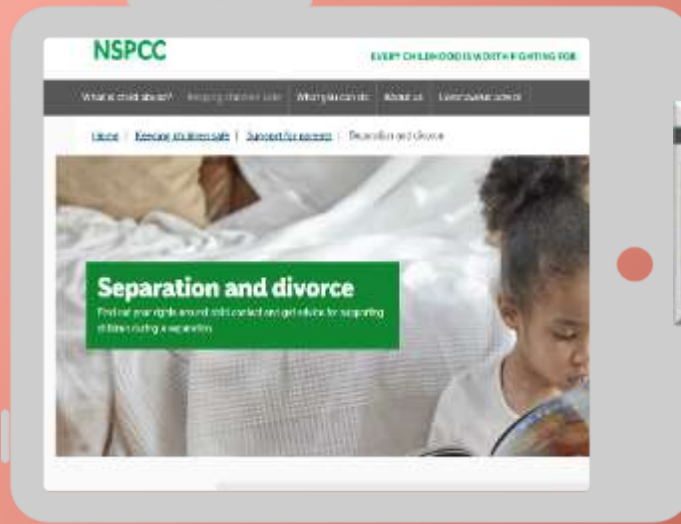 NSPCC
EVERY CHILDHOOD IS WORTH FIGHTING FOR
What is child abuse? Keeping children safe What you can do About us
Home | Keeping children safe | Support for parents | Separation and divorce
Separation and divorce
Find out your rights around child contact and get advice for supporting
children during a separation.